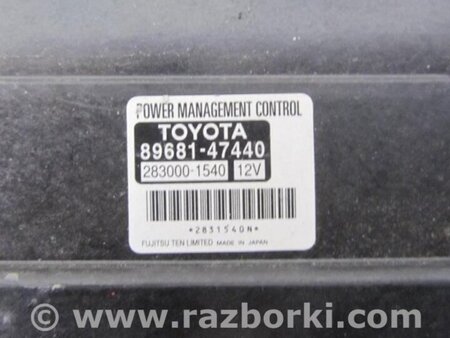 POWER MANAGEMENT CONTROL
TOYOTA
89681-47440
283000-1540 12V
*2831540N*
FUJITSU TEN LIMITED MADE IN JAPAN
© www.razborki.com/